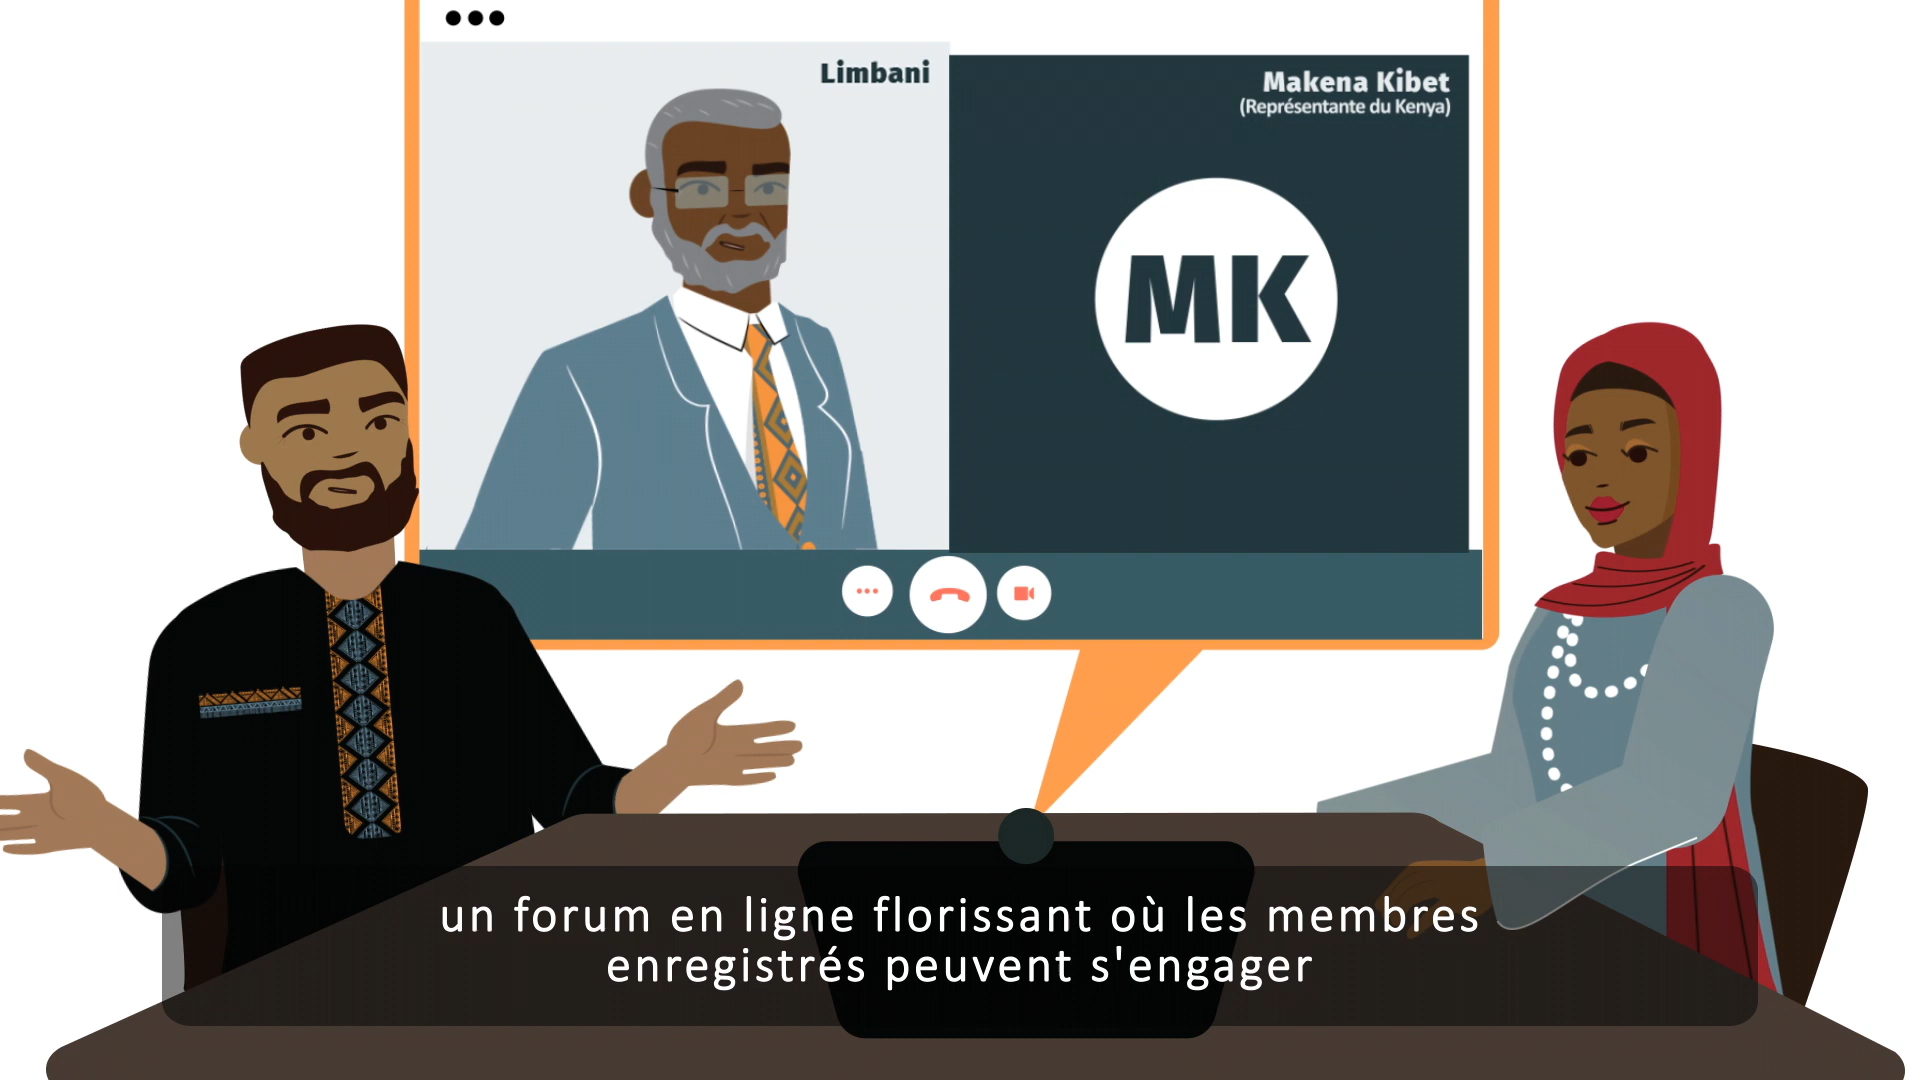 Limbani
Makena Kibet
(Représentante du Kenya)
MK
un forum en ligne florissant où les membres
enregistrés peuvent s'engager